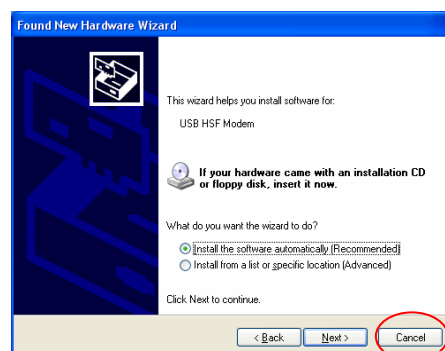 Found New Hardware Wizard
This wizard helps you install software for:
USB HSF Modem
If your hardware came with an installation CD
or floppy disk, insert it now.
What do you want the wizard to do?
Install the software automatically (Recommended)
Install from a list or specific location (Advanced)
Click Next to continue.
< Back Next > Cancel